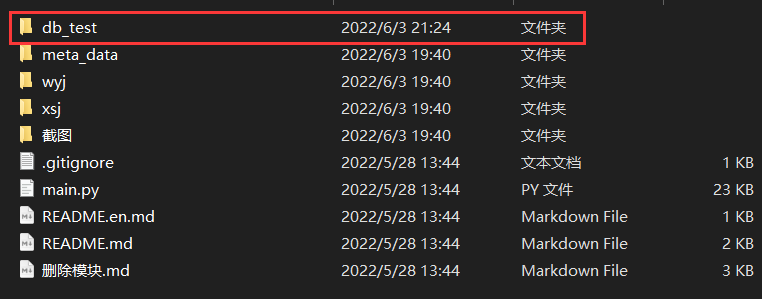 db_test 2022/6/3 21:24 文件夹
meta_data 2022/6/3 19:40 文件夹
wyj 2022/6/3 19:40 文件夹
xsj 2022/6/3 19:40 文件夹
截图 2022/6/3 19:40 文件夹
.gitignore 2022/5/28 13:44 文本文档 1 KB
main.py 2022/5/28 13:44 PY 文件 23 KB
README.en.md 2022/5/28 13:44 Markdown File 1 KB
README.md 2022/5/28 13:44 Markdown File 2 KB
删除模块.md 2022/5/28 13:44 Markdown File 3 KB